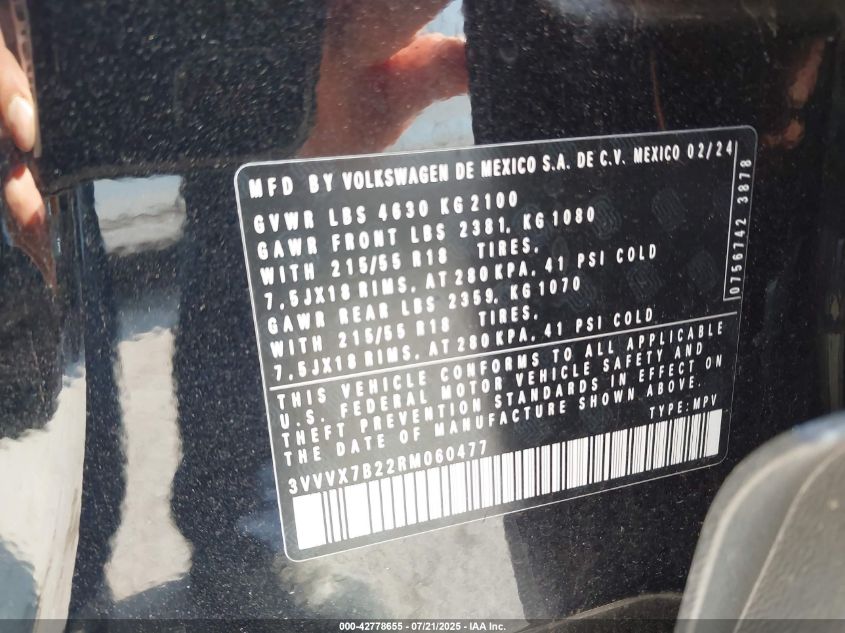 MFD BY VOLKSWAGEN DE MEXICO S.A. DE C.V. MEXICO 02/24
GVWR LBS 4630 KG 2100
GAWR FRONT LBS 2381, KG 1080
WITH 215/55 R18 TIRES,
7,5JX18 RIMS, AT 280 KPA, 41 PSI COLD
GAWR REAR LBS 2359, KG 1070
WITH 215/55 R18 TIRES,
7,5JX18 RIMS, AT 280 KPA, 41 PSI COLD
THIS VEHICLE CONFORMS TO ALL APPLICABLE
U.S. FEDERAL MOTOR VEHICLE SAFETY AND
THEFT PREVENTION STANDARDS IN EFFECT ON
THE DATE OF MANUFACTURE SHOWN ABOVE.
3VVVX7B22RM060477 TYPE: MPV
0756742 3878
000-42778655 - 07/21/2025 - IAA Inc.